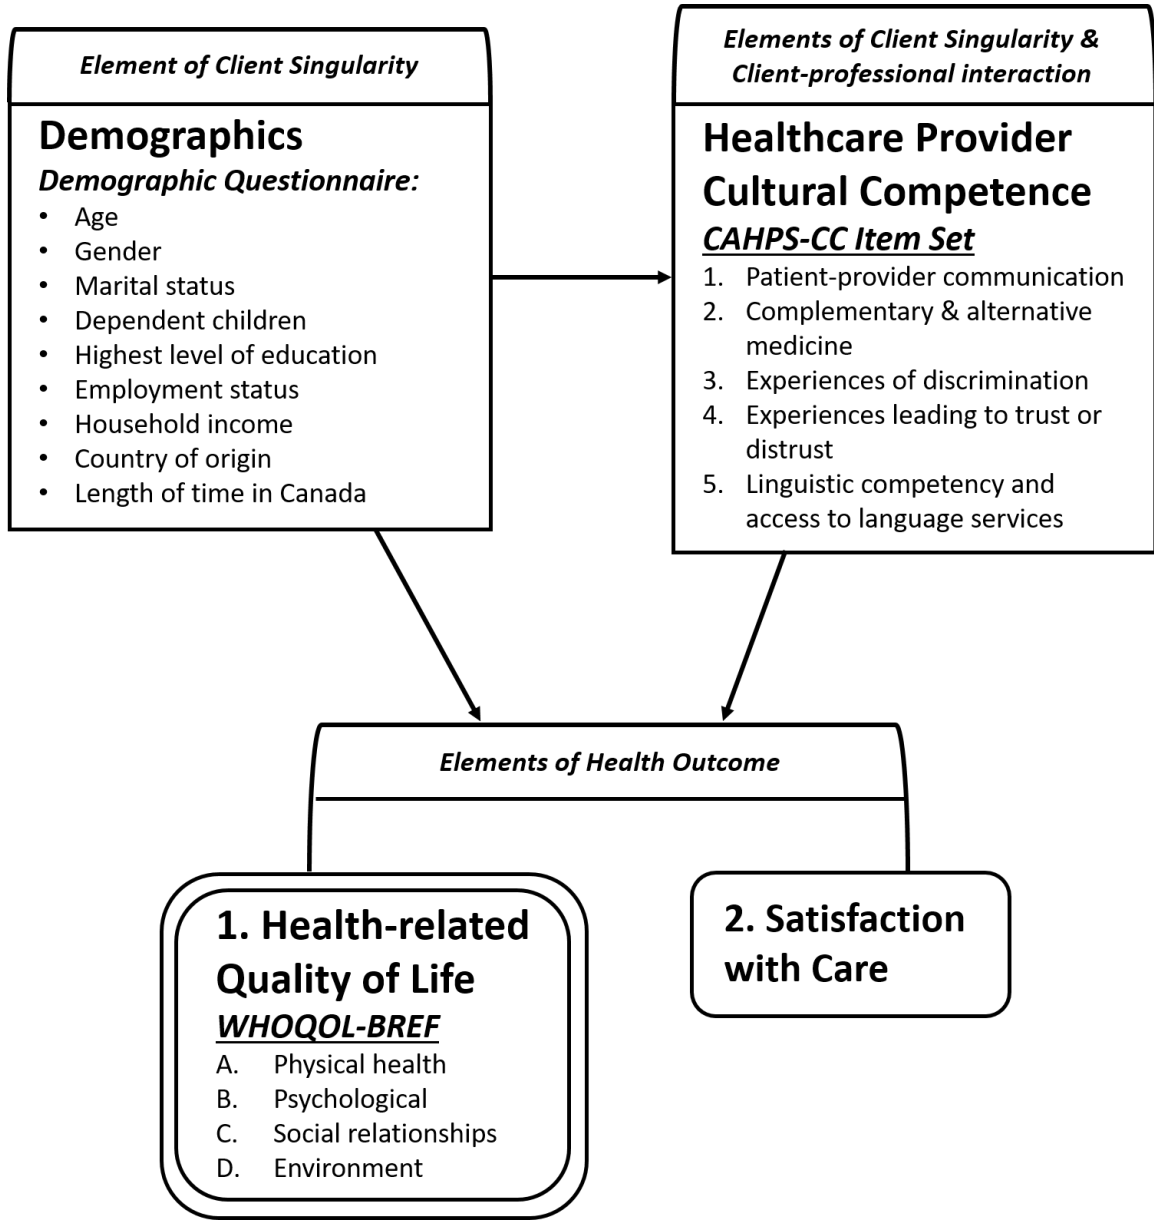 Element of Client Singularity
Demographics
Demographic Questionnaire:
• Age
• Gender
• Marital status
• Dependent children
• Highest level of education
• Employment status
• Household income
• Country of origin
• Length of time in Canada
Elements of Client Singularity &
Client-professional interaction
Healthcare Provider
Cultural Competence
CAHPS-CC Item Set
1. Patient-provider communication
2. Complementary & alternative
medicine
3. Experiences of discrimination
4. Experiences leading to trust or
distrust
5. Linguistic competency and
access to language services
Elements of Health Outcome
1. Health-related
Quality of Life
WHOQOL-BREF
A. Physical health
B. Psychological
C. Social relationships
D. Environment
2. Satisfaction
with Care